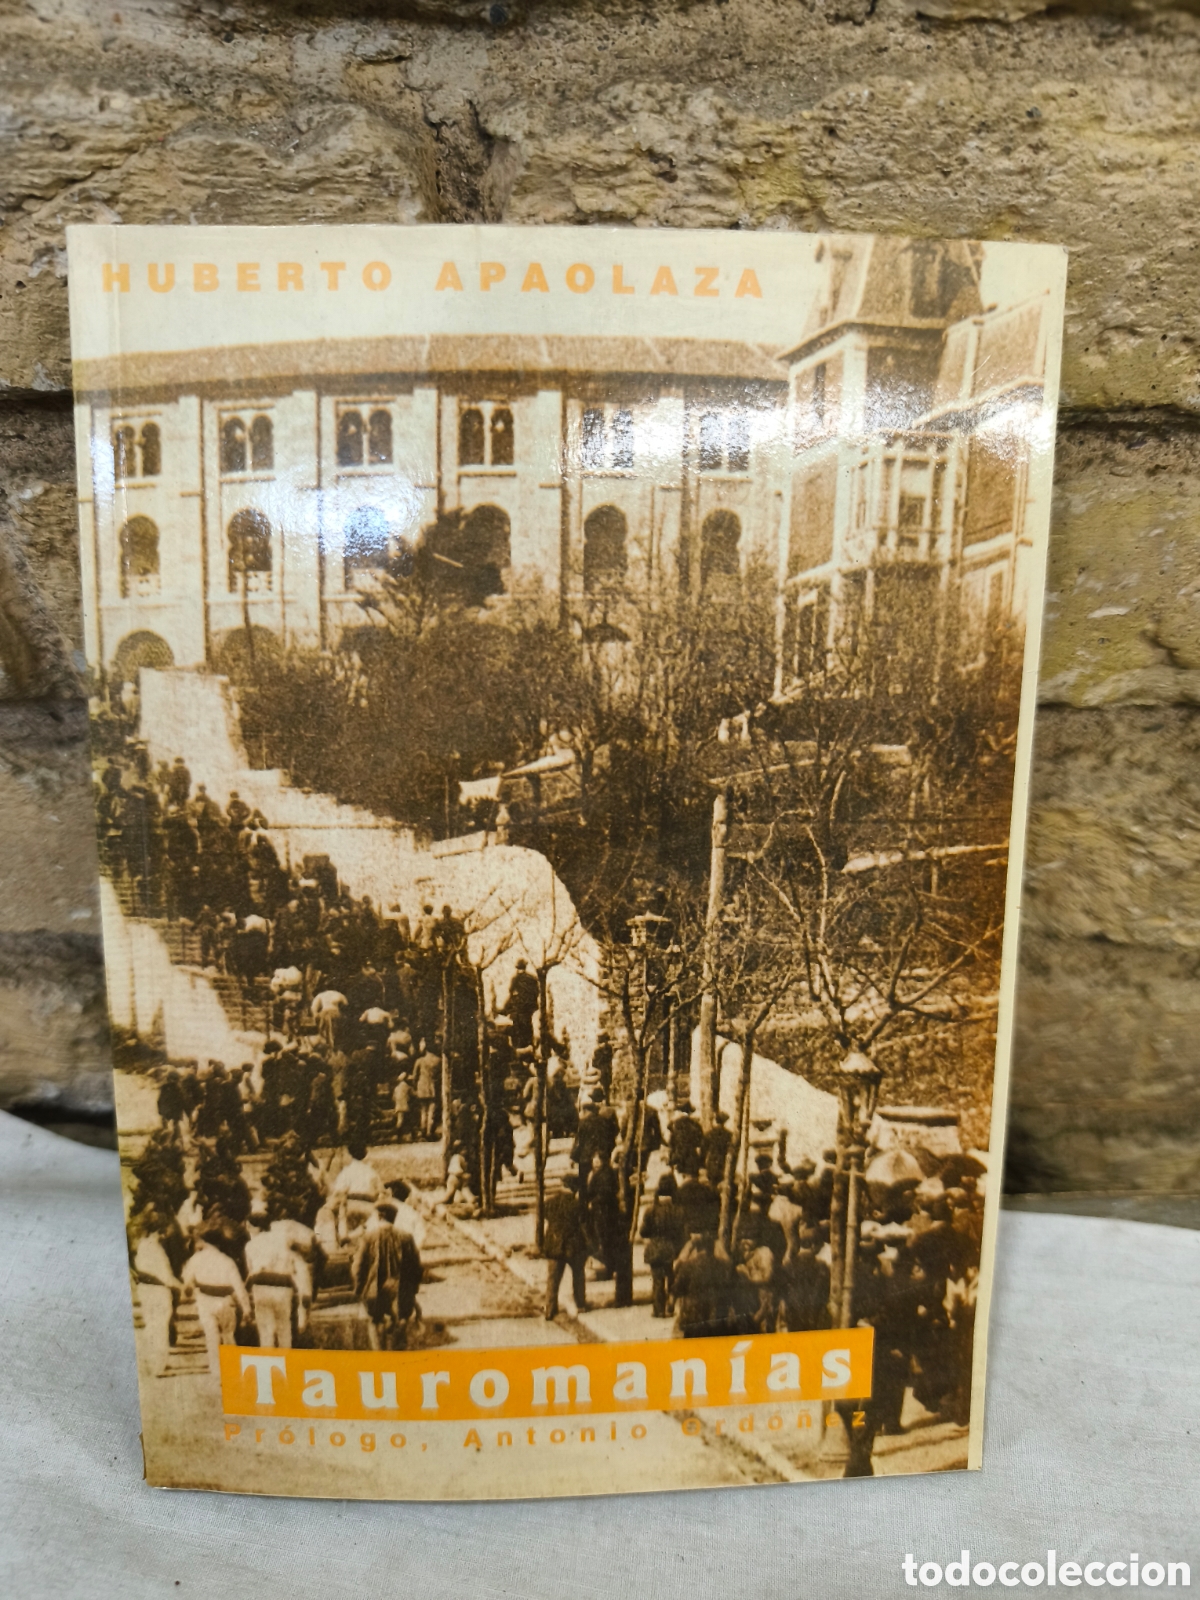 HUBERTO APAOLAZA
Tauromanías
Prólogo, Antonio Ordóñez
todocoleccion